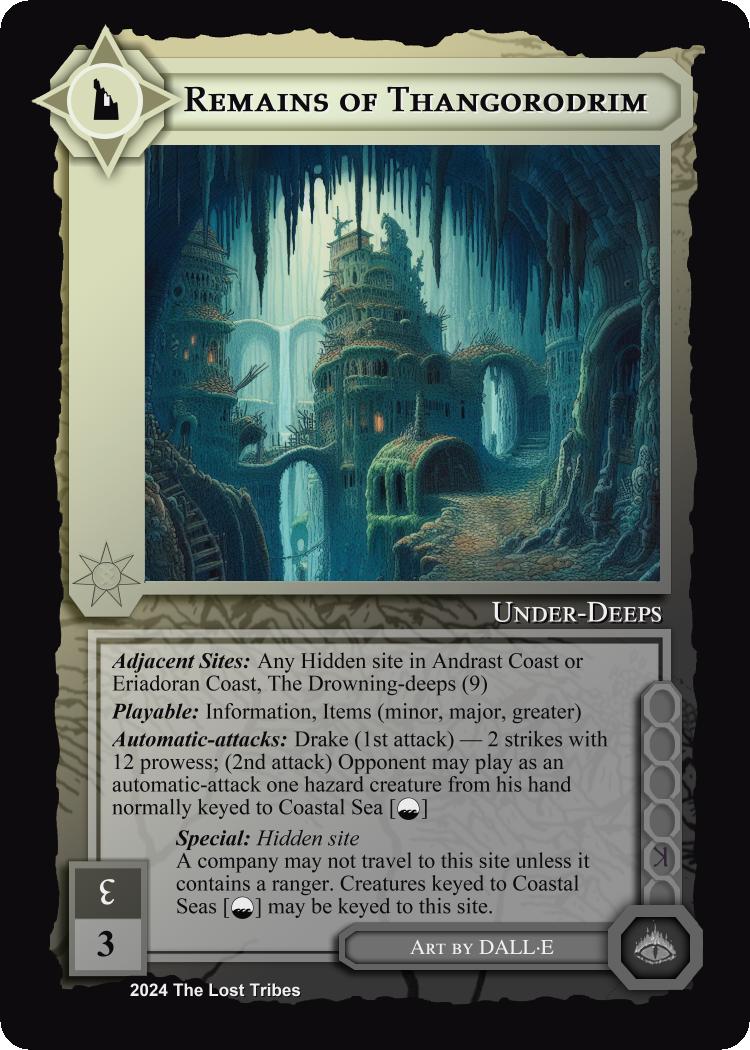 Remains of Thangorodrim
Under-Deeps
Adjacent Sites: Any Hidden site in Andrast Coast or
Eriadoran Coast, The Drowning-deeps (9)
Playable: Information, Items (minor, major, greater)
Automatic-attacks: Drake (1st attack) — 2 strikes with
12 prowess; (2nd attack) Opponent may play as an
automatic-attack one hazard creature from his hand
normally keyed to Coastal Sea [ ]
Special: Hidden site
A company may not travel to this site unless it
contains a ranger. Creatures keyed to Coastal
Seas [ ] may be keyed to this site.
3
3
Art by DALL·E
2024 The Lost Tribes